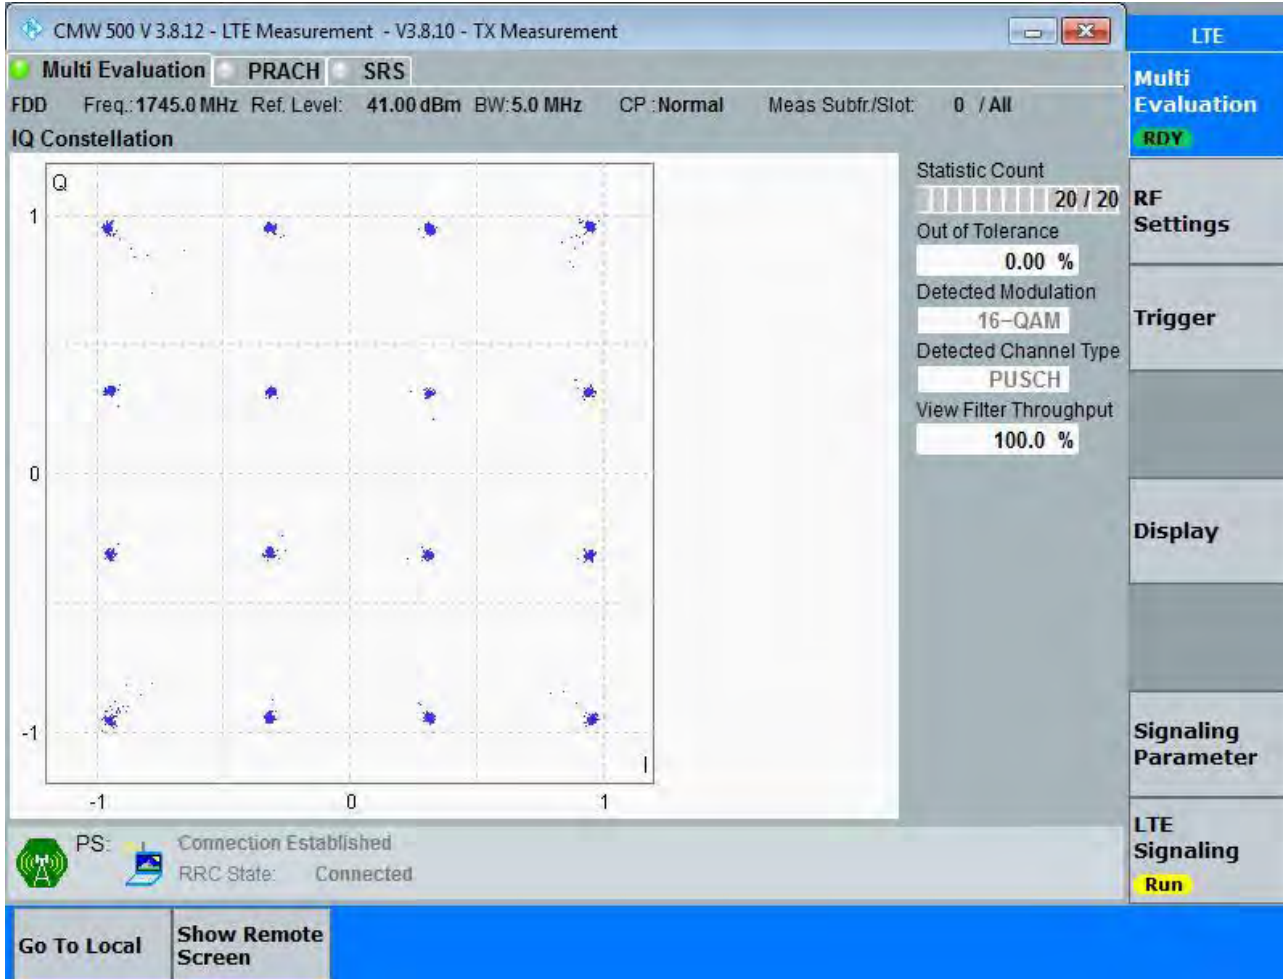 CMW 500 V 3.8.12 - LTE Measurement - V3.8.10 - TX Measurement
LTE
Multi Evaluation PRACH SRS
FDD Freq.: 1745.0 MHz Ref. Level: 41.00 dBm BW: 5.0 MHz CP : Normal Meas Subfr./Slot: 0 / All
IQ Constellation
Q
1
0
-1
-1 0 1
I
Statistic Count
20 / 20
Out of Tolerance
0.00 %
Detected Modulation
16-QAM
Detected Channel Type
PUSCH
View Filter Throughput
100.0 %
Multi
Evaluation
RDY
RF
Settings
Trigger
Display
Signaling
Parameter
LTE
Signaling
Run
PS: Connection Established
RRC State: Connected
Go To Local
Show Remote
Screen